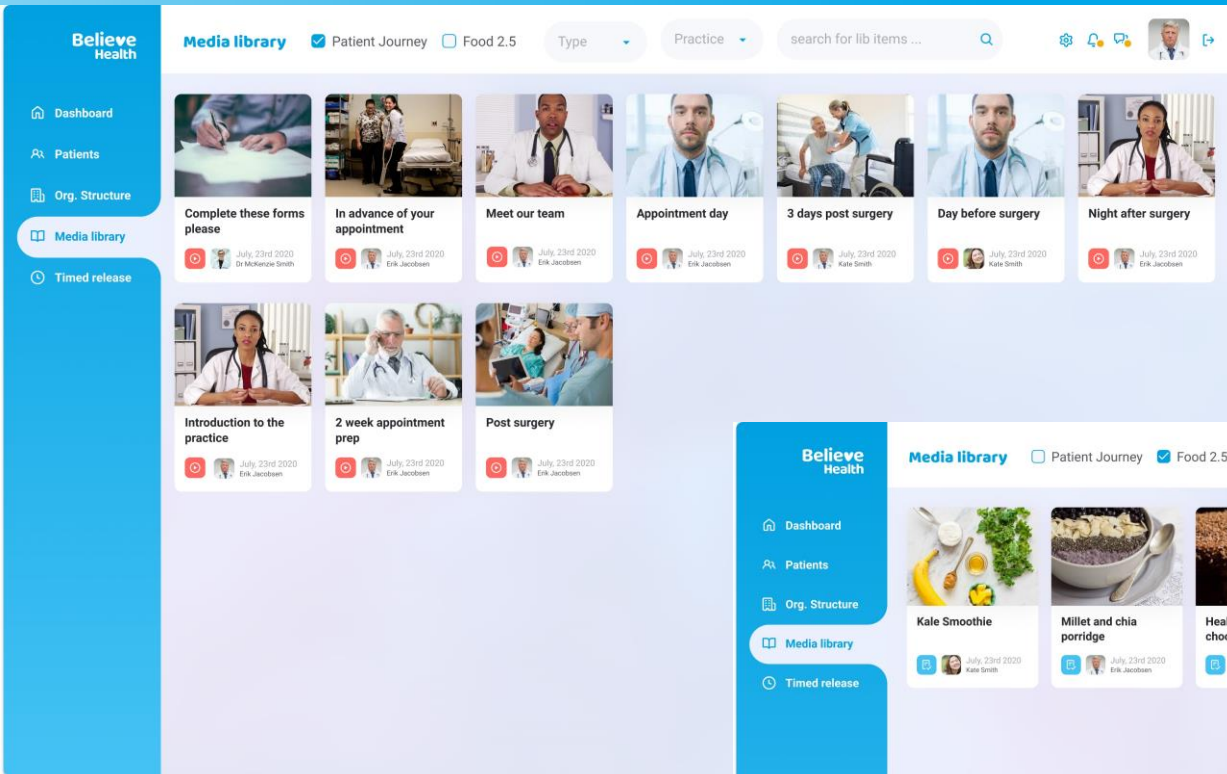 Believe
Health
Media library
Patient Journey
Food 2.5
Type
Practice
search for lib items ...
Dashboard
Patients
Org. Structure
Media library
Timed release
Complete these forms
please
July, 23rd 2020
Dr McKenzie Smith
In advance of your
appointment
July, 23rd 2020
Erik Jacobsen
Meet our team
July, 23rd 2020
Erik Jacobsen
Appointment day
July, 23rd 2020
Erik Jacobsen
3 days post surgery
July, 23rd 2020
Kate Smith
Day before surgery
July, 23rd 2020
Kate Smith
Night after surgery
July, 23rd 2020
Erik Jacobsen
Introduction to the
practice
July, 23rd 2020
Erik Jacobsen
2 week appointment
prep
July, 23rd 2020
Erik Jacobsen
Post surgery
July, 23rd 2020
Erik Jacobsen
Believe
Health
Media library
Patient Journey
Food 2.5
Dashboard
Patients
Org. Structure
Media library
Timed release
Kale Smoothie
July, 23rd 2020
Kate Smith
Millet and chia
porridge
July, 23rd 2020
Erik Jacobsen